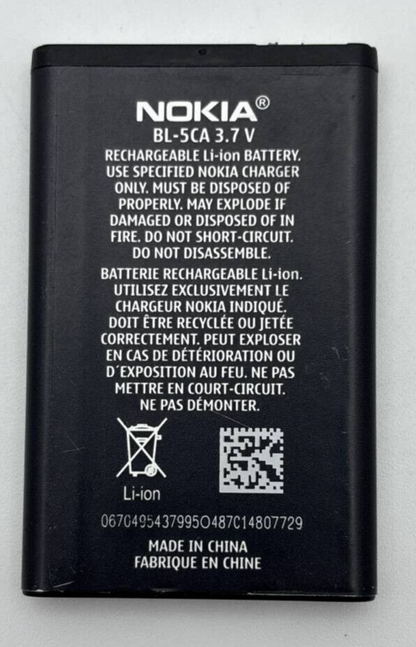 NOKIA®
BL-5CA 3.7 V
RECHARGEABLE Li-ion BATTERY.
USE SPECIFIED NOKIA CHARGER
ONLY. MUST BE DISPOSED OF
PROPERLY. MAY EXPLODE IF
DAMAGED OR DISPOSED OF IN
FIRE. DO NOT SHORT-CIRCUIT.
DO NOT DISASSEMBLE.
BATTERIE RECHARGEABLE Li-ion.
UTILISEZ EXCLUSIVEMENT LE
CHARGEUR NOKIA INDIQUÉ.
DOIT ÊTRE RECYCLÉE OU JETÉE
CORRECTEMENT. PEUT EXPLOSER
EN CAS DE DÉTÉRIORATION OU
D´EXPOSITION AU FEU. NE PAS
METTRE EN COURT-CIRCUIT.
NE PAS DÉMONTER.
Li-ion
0670495437995O487C14807729
MADE IN CHINA
FABRIQUE EN CHINE